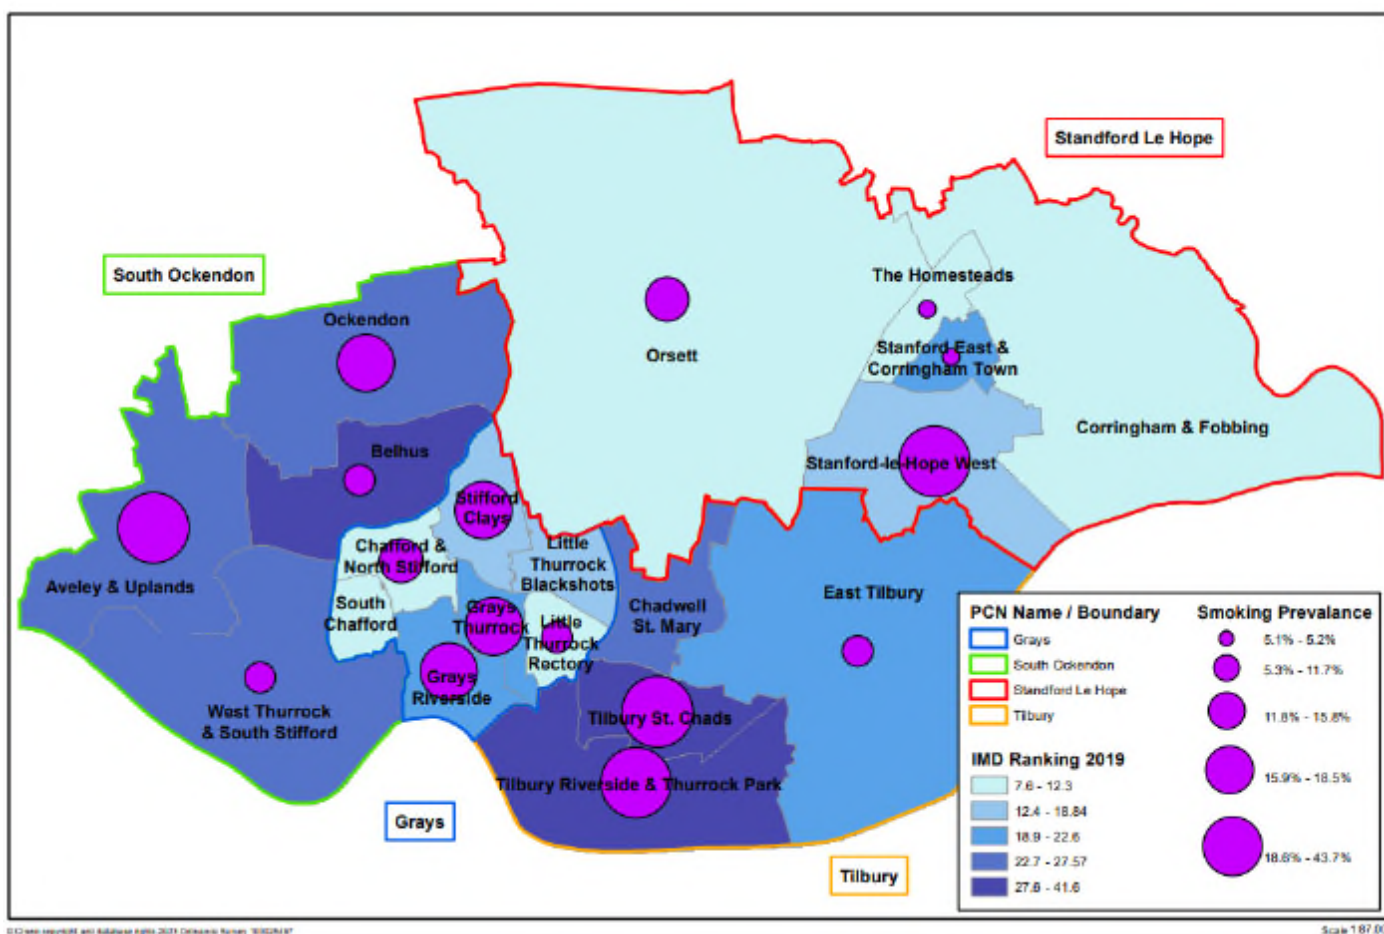 Standford Le Hope
South Ockendon
The Homesteads
Ockendon
Orsett
Stanford East &
Corringham Town
Corringham & Fobbing
Belhus
Stanford-le-Hope West
Stifford
Clays
Chafford &
North Stifford
Little
Thurrock
Blackshots
Aveley & Uplands
South
Chafford
Grays
Thurrock
Little
Thurrock
Rectory
Chadwell
St. Mary
East Tilbury
Grays
Riverside
West Thurrock
& South Stifford
Tilbury St. Chads
Tilbury Riverside & Thurrock Park
Grays
Tilbury
PCN Name / Boundary
Grays
South Ockendon
Standford Le Hope
Tilbury
IMD Ranking 2019
7.6 - 12.3
12.4 - 18.84
18.9 - 22.6
22.7 - 27.57
27.6 - 41.6
Smoking Prevalance
5.1% - 5.2%
5.3% - 11.7%
11.8% - 15.8%
15.9% - 18.5%
18.6% - 43.7%